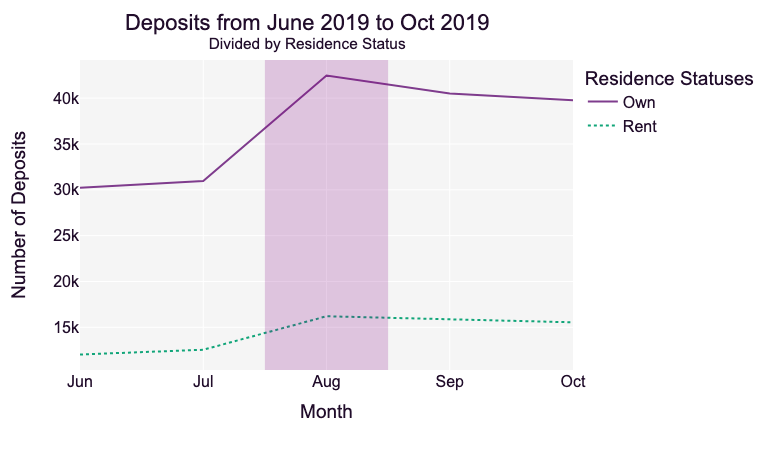 Deposits from June 2019 to Oct 2019
Divided by Residence Status
Residence Statuses
Own
Rent
Number of Deposits
40k
35k
30k
25k
20k
15k
Jun Jul Aug Sep Oct
Month